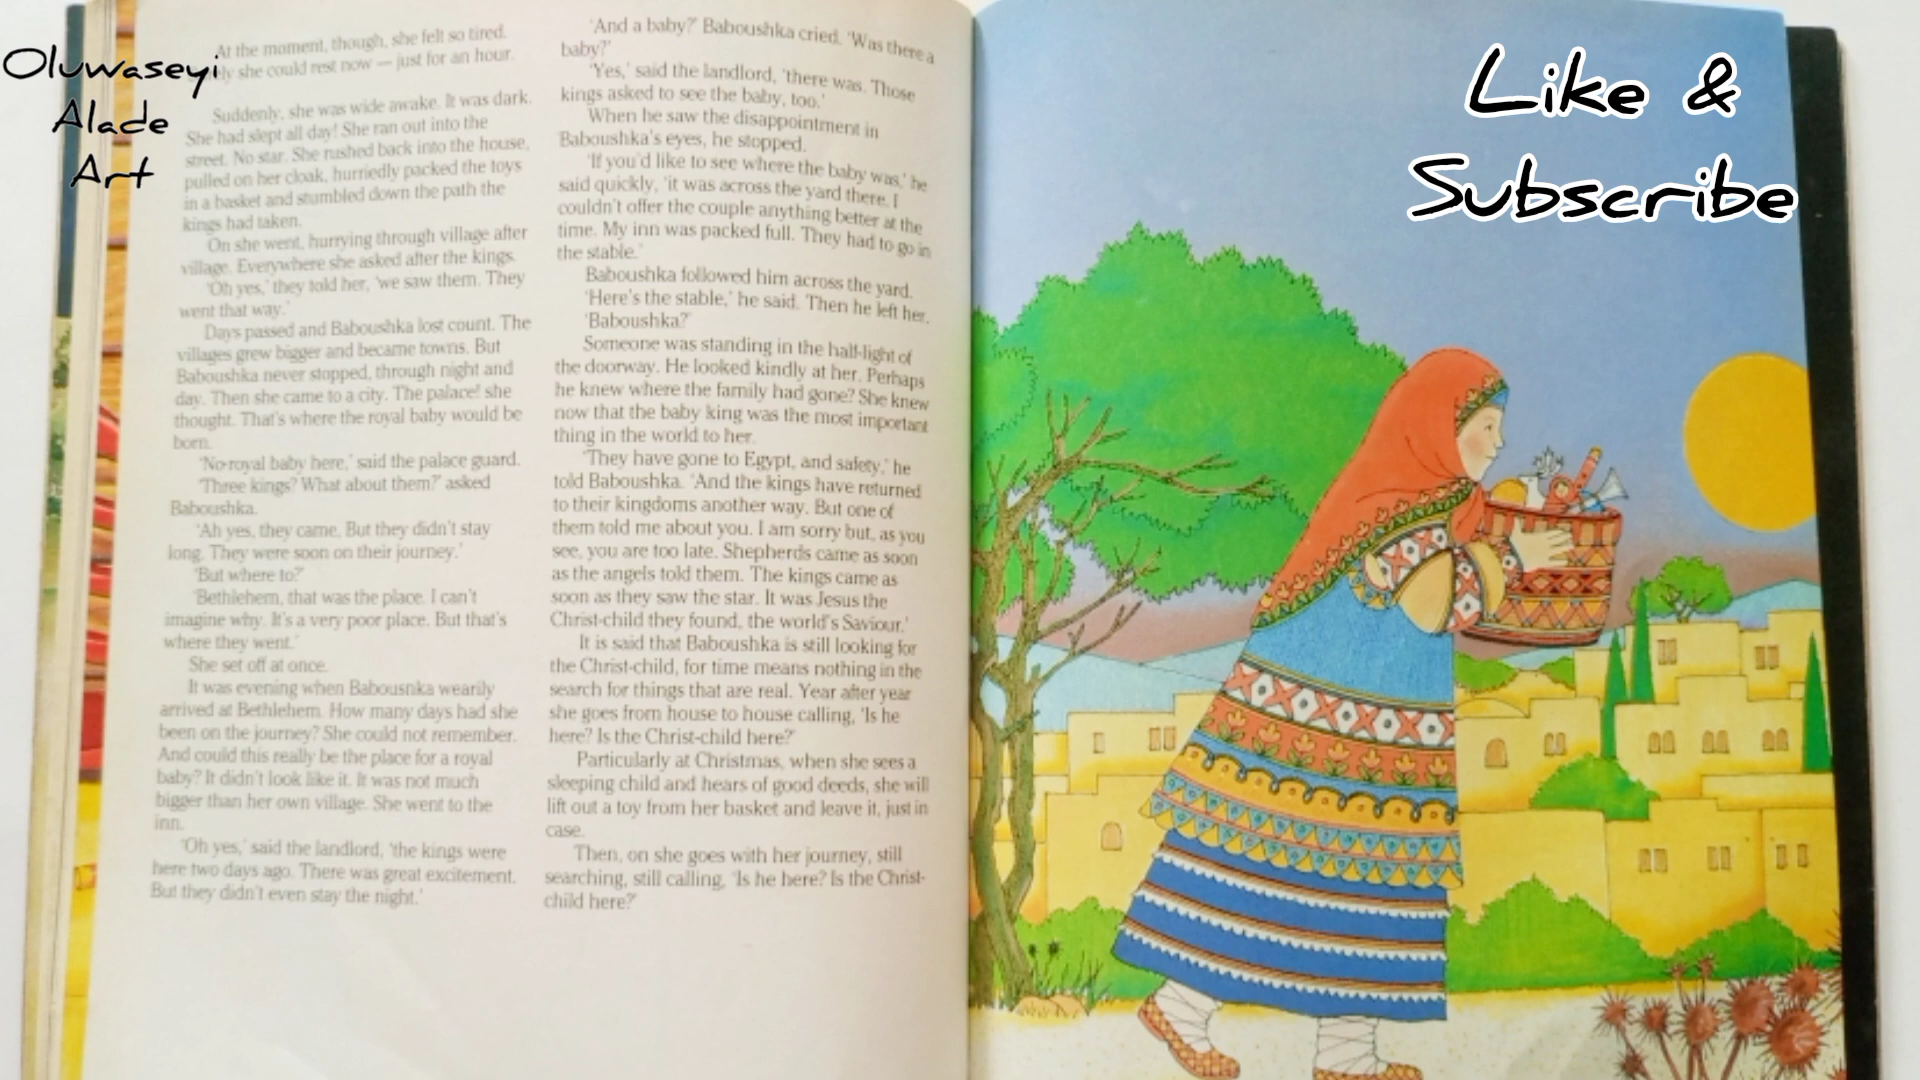 Oluwaseyi
Alade
Art
Like &
Subscribe
At the moment, though, she felt so tired.
she could rest now — just for an hour.
Suddenly, she was wide awake. It was dark.
She had slept all day! She ran out into the
street. No star. She rushed back into the house,
pulled on her cloak, hurriedly packed the toys
in a basket and stumbled down the path the
kings had taken.
On she went, hurrying through village after
village. Everywhere she asked after the kings.
'Oh yes,' they told her, 'we saw them. They
went that way.'
Days passed and Baboushka lost count. The
villages grew bigger and became towns. But
Baboushka never stopped, through night and
day. Then she came to a city. The palace! she
thought. That's where the royal baby would be
born.
'No royal baby here,' said the palace guard.
'Three kings? What about them?' asked
Baboushka.
'Ah yes, they came. But they didn't stay
long. They were soon on their journey.'
'But where to?'
'Bethlehem, that was the place. I can't
imagine why. It's a very poor place. But that's
where they went.'
She set off at once.
It was evening when Baboushka wearily
arrived at Bethlehem. How many days had she
been on the journey? She could not remember.
And could this really be the place for a royal
baby? It didn't look like it. It was not much
bigger than her own village. She went to the
inn.
'Oh yes,' said the landlord, 'the kings were
here two days ago. There was great excitement.
But they didn't even stay the night.'
'And a baby?' Baboushka cried. 'Was there a
baby?'
'Yes,' said the landlord, 'there was. Those
kings asked to see the baby, too.'
When he saw the disappointment in
Baboushka's eyes, he stopped.
'If you'd like to see where the baby was,' he
said quickly, 'it was across the yard there. I
couldn't offer the couple anything better at the
time. My inn was packed full. They had to go in
the stable.'
Baboushka followed him across the yard.
'Here's the stable,' he said. Then he left her.
'Baboushka?'
Someone was standing in the half-light of
the doorway. He looked kindly at her. Perhaps
he knew where the family had gone? She knew
now that the baby king was the most important
thing in the world to her.
'They have gone to Egypt, and safety,' he
told Baboushka. 'And the kings have returned
to their kingdoms another way. But one of
them told me about you. I am sorry but, as you
see, you are too late. Shepherds came as soon
as the angels told them. The kings came as
soon as they saw the star. It was Jesus the
Christ-child they found, the world's Saviour.'
It is said that Baboushka is still looking for
the Christ-child, for time means nothing in the
search for things that are real. Year after year
she goes from house to house calling, 'Is he
here? Is the Christ-child here?'
Particularly at Christmas, when she sees a
sleeping child and hears of good deeds, she will
lift out a toy from her basket and leave it, just in
case.
Then, on she goes with her journey, still
searching, still calling, 'Is he here? Is the Christ-
child here?'